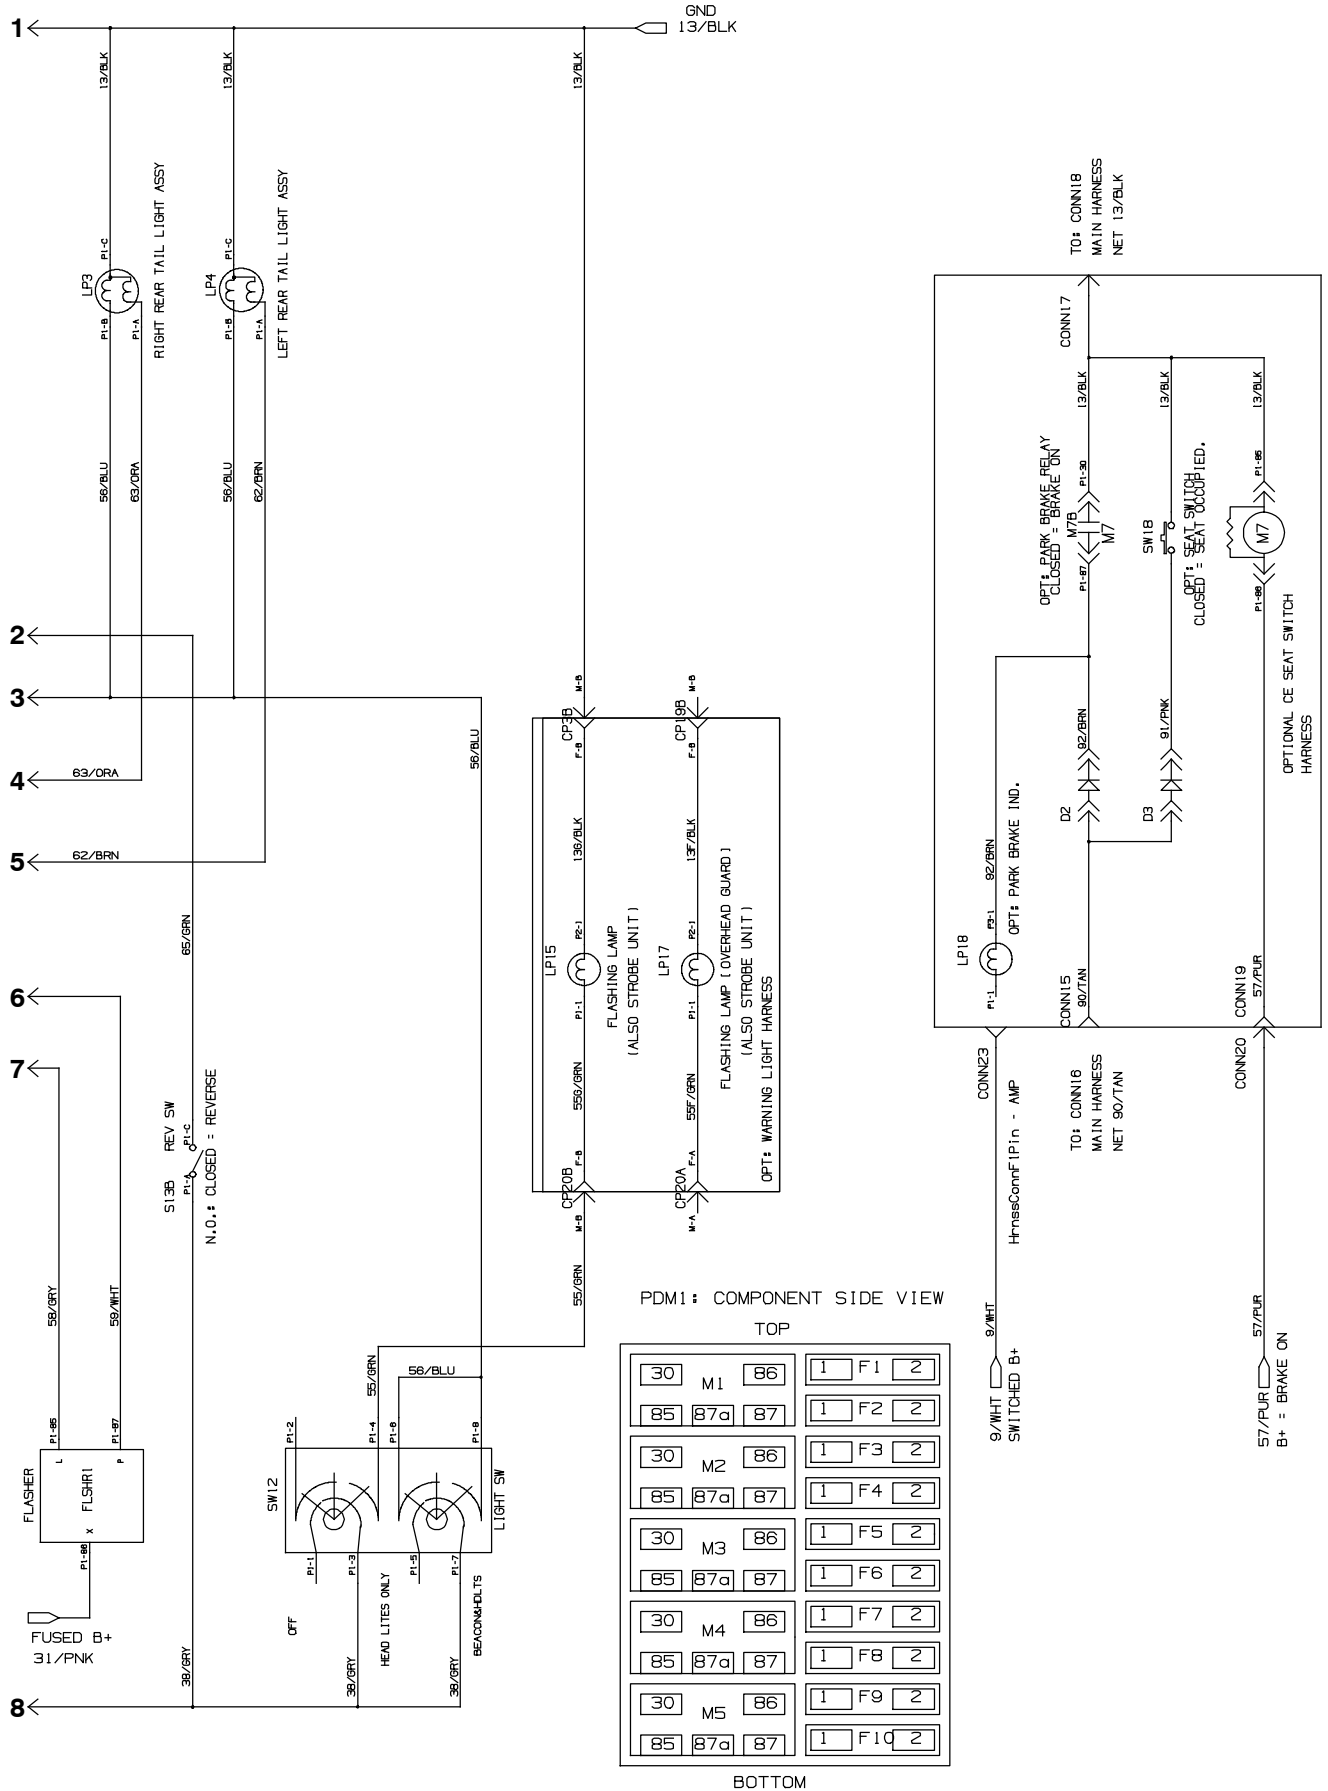 GND
1
13/BLK
13/BLK
13/BLK
13/BLK
P1-C
LP3
P1-B
P1-A
RIGHT REAR TAIL LIGHT ASSY
P1-C
LP4
P1-B
P1-A
LEFT REAR TAIL LIGHT ASSY
56/BLU
63/ORA
56/BLU
62/BRN
2
3
56/BLU
4
63/ORA
5
62/BRN
65/GRN
6
7
S13B
REV SW
P1-C
P1-A
N.O.: CLOSED = REVERSE
58/GRY
59/WHT
P1-85
P1-87
L
P
FLASHER
FLSHR1
X
P1-86
FUSED B+
31/PNK
38/GRY
8
55/GRN
56/BLU
P1-2
P1-4
P1-6
P1-8
SW12
LIGHT SW
P1-1
P1-3
P1-5
P1-7
OFF
HEAD LITES ONLY
BEACON&HDLTS
38/GRY
38/GRY
55/GRN
M-B
M-B
CP3B
CP19B
F-B
F-B
13G/BLK
13F/BLK
P2-1
P2-1
LP15
LP17
FLASHING LAMP
(ALSO STROBE UNIT)
FLASHING LAMP (OVERHEAD GUARD)
(ALSO STROBE UNIT)
P1-1
P1-1
55G/GRN
55F/GRN
F-B
F-A
CP20B
CP20A
M-B
M-A
OPT: WARNING LIGHT HARNESS
TO: CONN18
MAIN HARNESS
NET 13/BLK
CONN17
13/BLK
13/BLK
13/BLK
OPT: PARK BRAKE RELAY
CLOSED = BRAKE ON
P1-30
M7B
M7
P1-87
SW18
OPT: SEAT SWITCH
CLOSED = SEAT OCCUPIED.
P1-85
M7
P1-86
92/BRN
91/PNK
D2
D3
OPTIONAL CE SEAT SWITCH
HARNESS
92/BRN
OPT: PARK BRAKE IND.
P3-1
LP18
P1-1
CONN15
90/TAN
CONN19
57/PUR
CONN23
TO: CONN16
MAIN HARNESS
NET 90/TAN
CONN20
HrnssConnF1Pin - AMP
9/WHT
57/PUR
9/WHT
SWITCHED B+
57/PUR
B+ = BRAKE ON
PDM1: COMPONENT SIDE VIEW
TOP
30 M1 86
85 87a 87
1 F1 2
1 F2 2
30 M2 86
85 87a 87
1 F3 2
1 F4 2
30 M3 86
85 87a 87
1 F5 2
1 F6 2
30 M4 86
85 87a 87
1 F7 2
1 F8 2
30 M5 86
85 87a 87
1 F9 2
1 F10 2
BOTTOM